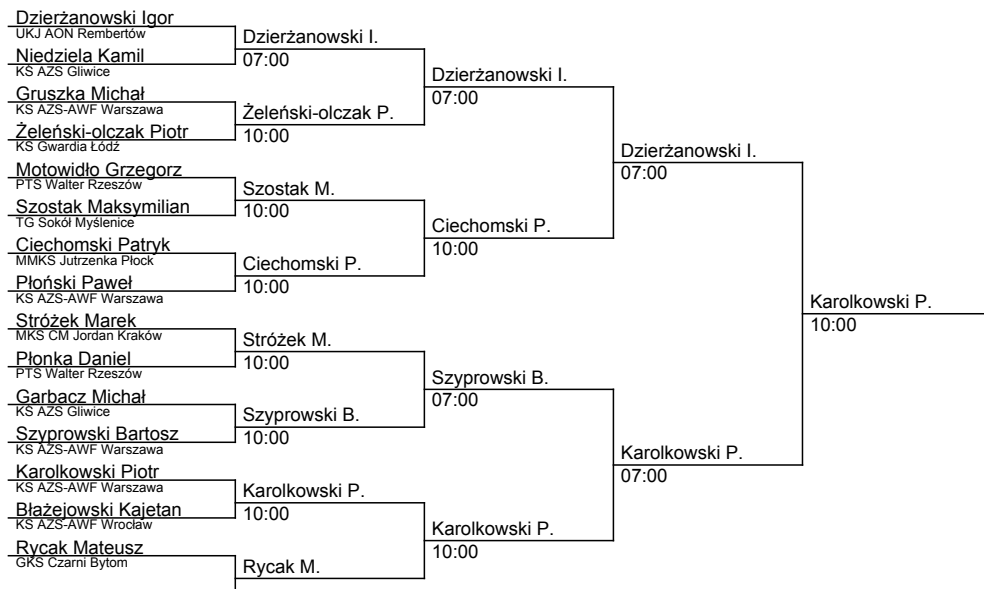 Dzierżanowski Igor
UKJ AON Rembertów
Niedziela Kamil
KS AZS Gliwice
Gruszka Michał
KS AZS-AWF Warszawa
Żeleński-olczak Piotr
KS Gwardia Łódź
Motowidło Grzegorz
PTS Walter Rzeszów
Szostak Maksymilian
TG Sokół Myślenice
Ciechomski Patryk
MMKS Jutrzenka Płock
Płoński Paweł
KS AZS-AWF Warszawa
Stróżek Marek
MKS CM Jordan Kraków
Płonka Daniel
PTS Walter Rzeszów
Garbacz Michał
KS AZS Gliwice
Szyprowski Bartosz
KS AZS-AWF Warszawa
Karolkowski Piotr
KS AZS-AWF Warszawa
Błażejowski Kajetan
KS AZS-AWF Wrocław
Rycak Mateusz
GKS Czarni Bytom
Dzierżanowski I.
07:00
Żeleński-olczak P.
10:00
Szostak M.
10:00
Ciechomski P.
10:00
Stróżek M.
10:00
Szyprowski B.
10:00
Karolkowski P.
10:00
Rycak M.
Dzierżanowski I.
07:00
Ciechomski P.
10:00
Szyprowski B.
07:00
Karolkowski P.
10:00
Dzierżanowski I.
07:00
Karolkowski P.
07:00
Karolkowski P.
10:00